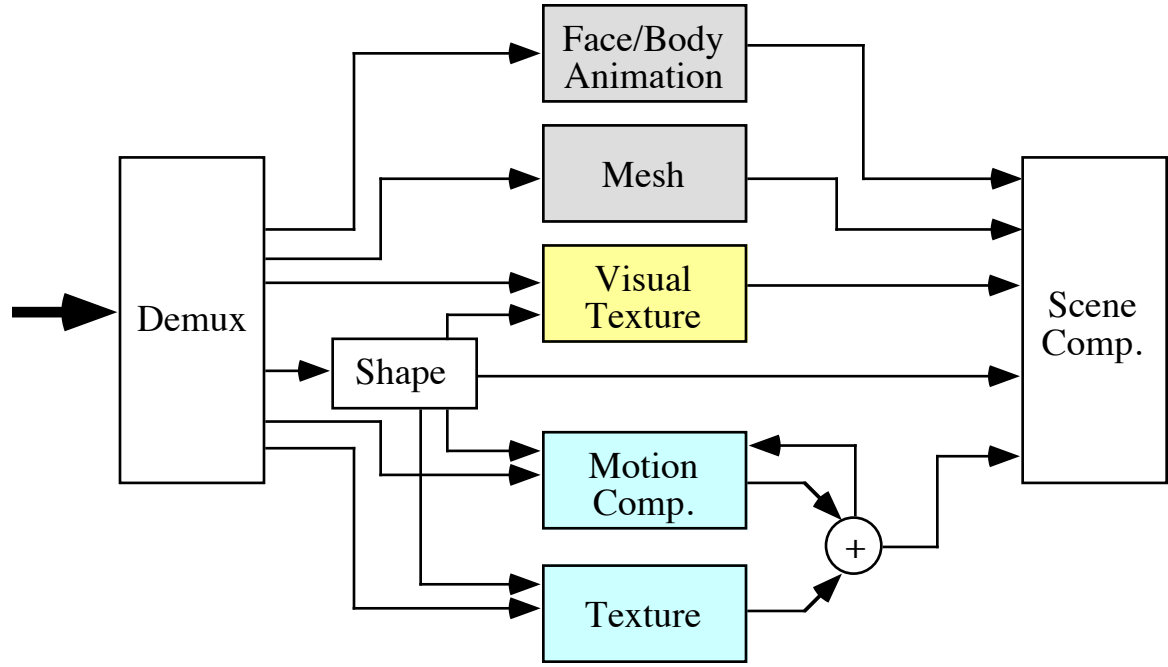 Face/Body
Animation
Mesh
Visual
Texture
Demux
Shape
Scene
Comp.
Motion
Comp.
+
Texture